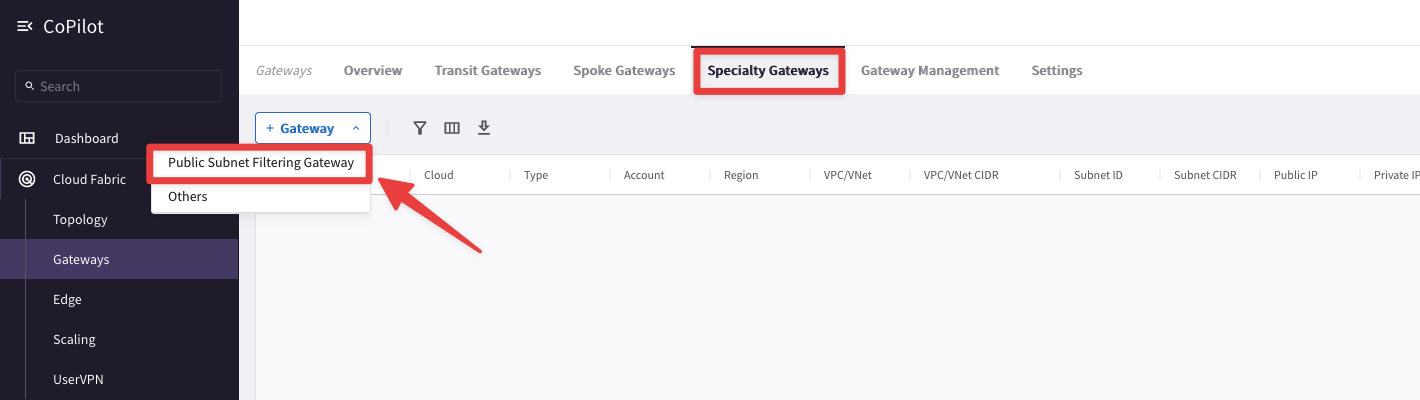 CoPilot
Search
Dashboard
Cloud Fabric
Topology
Gateways
Edge
Scaling
UserVPN
Gateways Overview Transit Gateways Spoke Gateways Specialty Gateways Gateway Management Settings
+ Gateway
Public Subnet Filtering Gateway
Others
Cloud Type Account Region VPC/VNet VPC/VNet CIDR Subnet ID Subnet CIDR Public IP Private IP